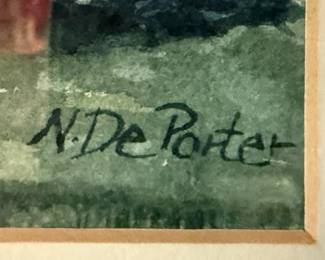 N. De Porter